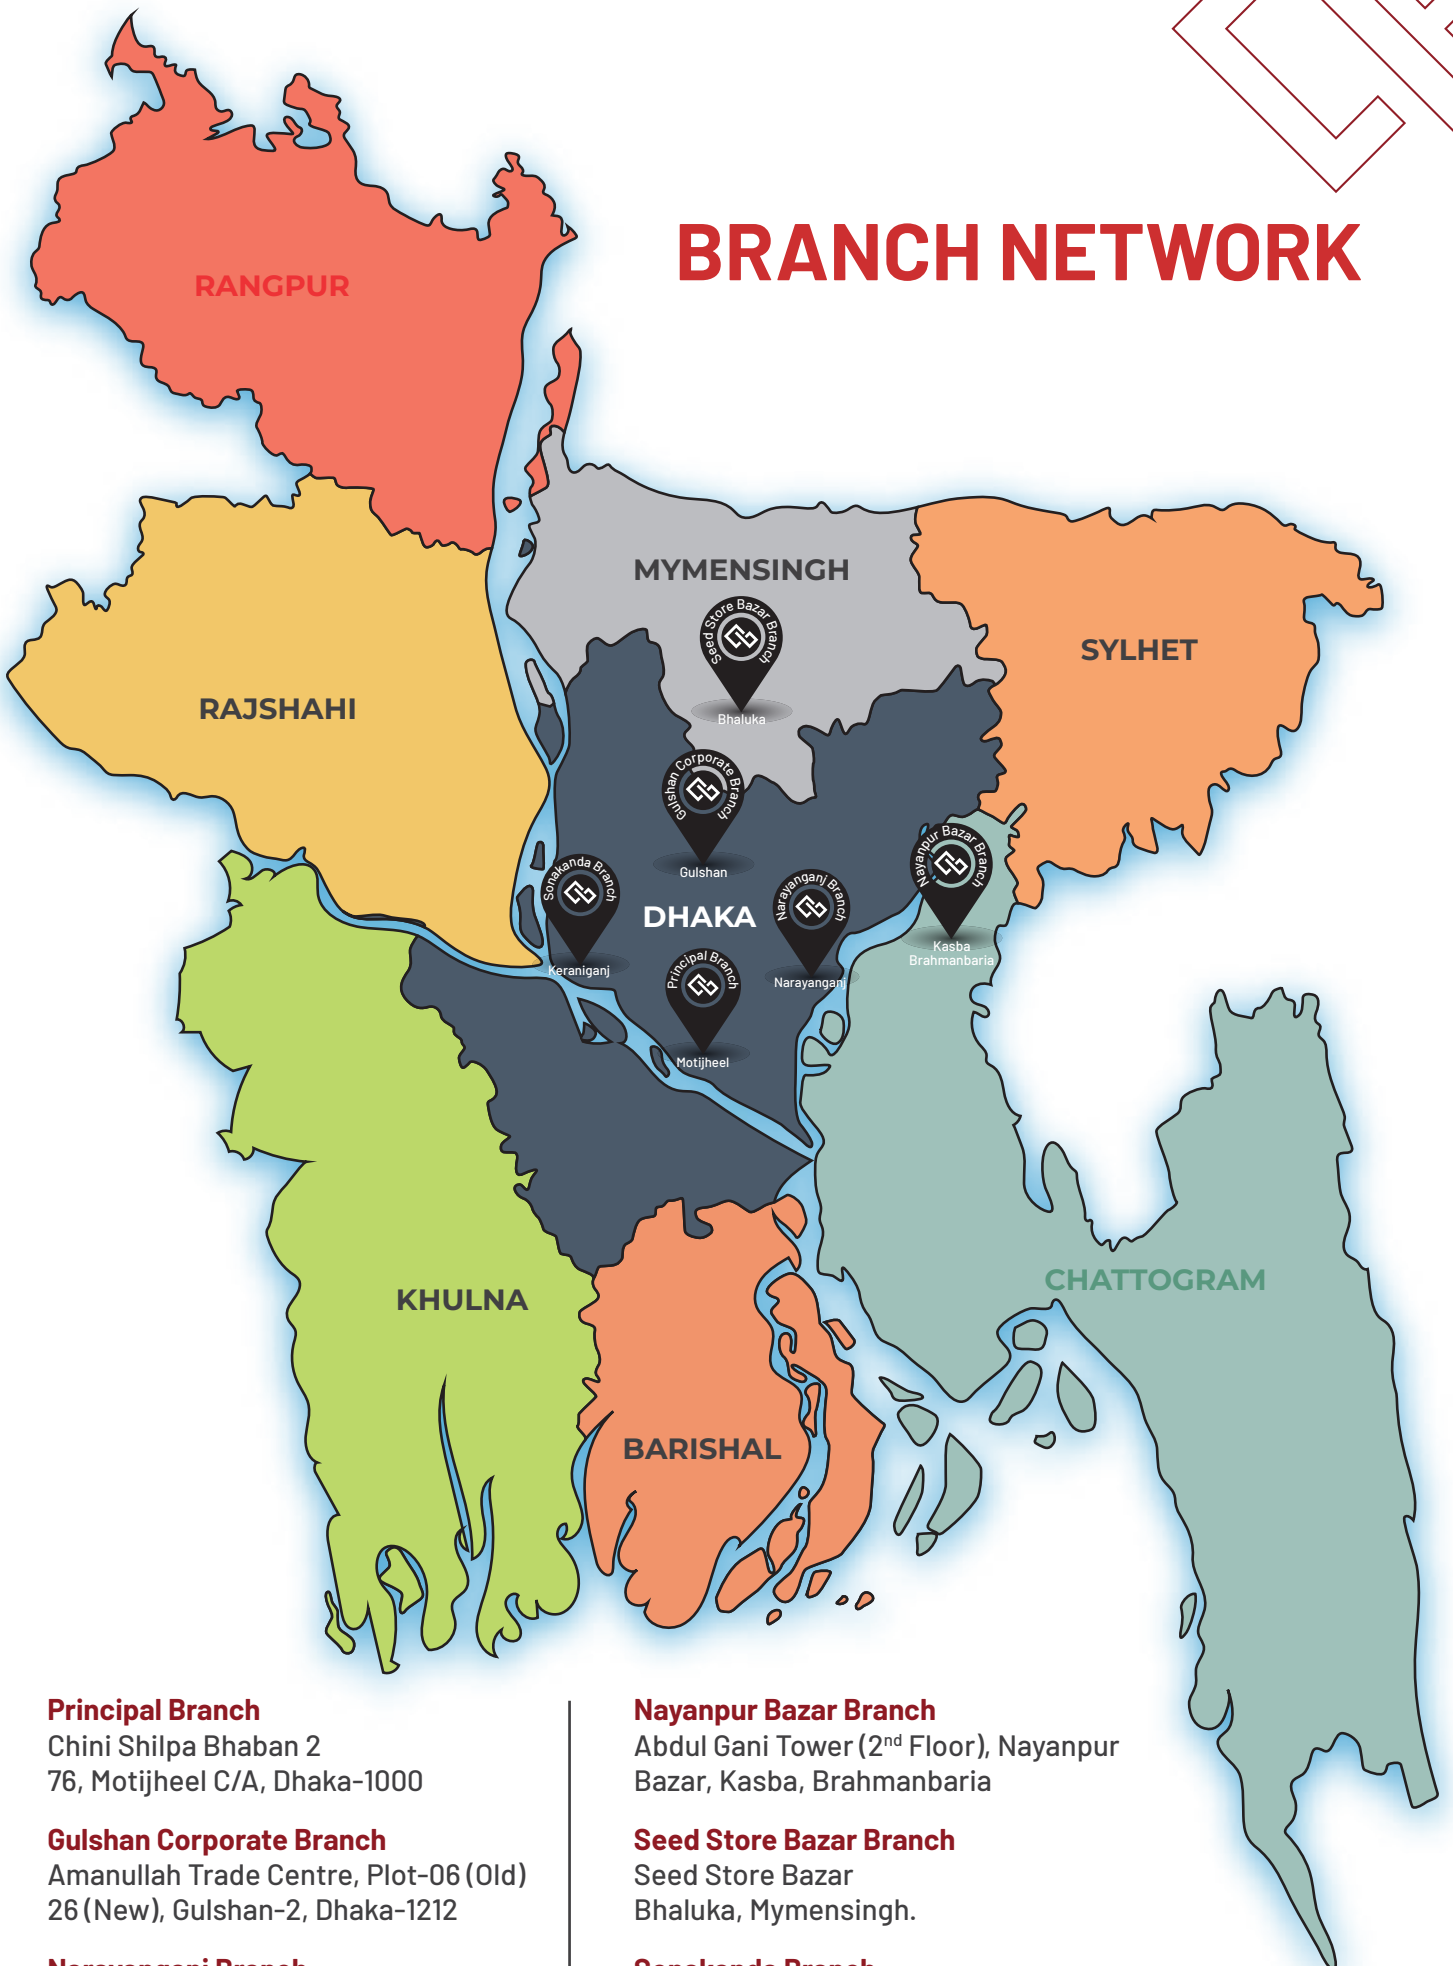 BRANCH NETWORK
RANGPUR
MYMENSINGH
Seed Store Bazar Branch
Bhaluka
SYLHET
RAJSHAHI
Gulshan Corporate Branch
Gulshan
Nayanpur Bazar Branch
Kasba
Brahmanbaria
Sonakanda Branch
Keraniganj
DHAKA
Narayanganj Branch
Narayanganj
Principal Branch
Motijheel
CHATTOGRAM
KHULNA
BARISHAL
Principal Branch
Chini Shilpa Bhaban 2
76, Motijheel C/A, Dhaka-1000
Gulshan Corporate Branch
Amanullah Trade Centre, Plot-06 (Old)
26 (New), Gulshan-2, Dhaka-1212
Narayanganj Branch
Nayanpur Bazar Branch
Abdul Gani Tower (2nd Floor), Nayanpur
Bazar, Kasba, Brahmanbaria
Seed Store Bazar Branch
Seed Store Bazar
Bhaluka, Mymensingh.
Sonakanda Branch